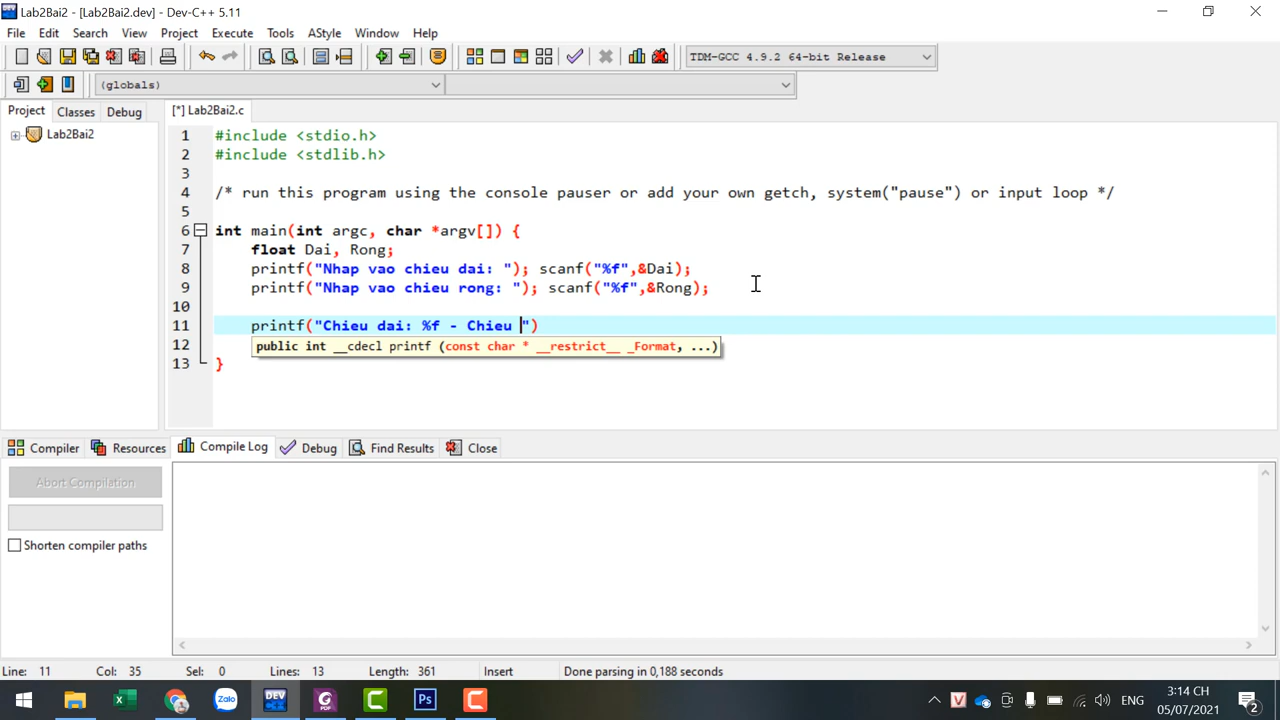 Lab2Bai2 - [Lab2Bai2.dev] - Dev-C++ 5.11
File Edit Search View Project Execute Tools AStyle Window Help
TDM-GCC 4.9.2 64-bit Release
(globals)
Project Classes Debug [*] Lab2Bai2.c
Lab2Bai2
1 #include <stdio.h>
2 #include <stdlib.h>
3
4 /* run this program using the console pauser or add your own getch, system("pause") or input loop */
5
6 int main(int argc, char *argv[]) {
7 float Dai, Rong;
8 printf("Nhap vao chieu dai: "); scanf("%f",&Dai);
9 printf("Nhap vao chieu rong: "); scanf("%f",&Rong);
10
11 printf("Chieu dai: %f - Chieu ")
12 public int __cdecl printf (const char * __restrict__ _Format, ...)
13 }
Compiler Resources Compile Log Debug Find Results Close
Abort Compilation
Shorten compiler paths
Line: 11 Col: 35 Sel: 0 Lines: 13 Length: 361 Insert Done parsing in 0,188 seconds
Zalo DEV PDF Ps V ENG 3:14 CH
05/07/2021 2